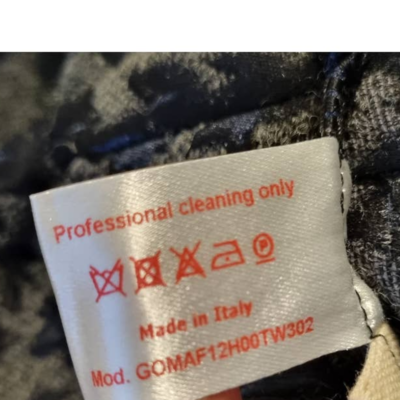 Professional cleaning only
P
Made in Italy
Mod. GOMAF12H00TW302